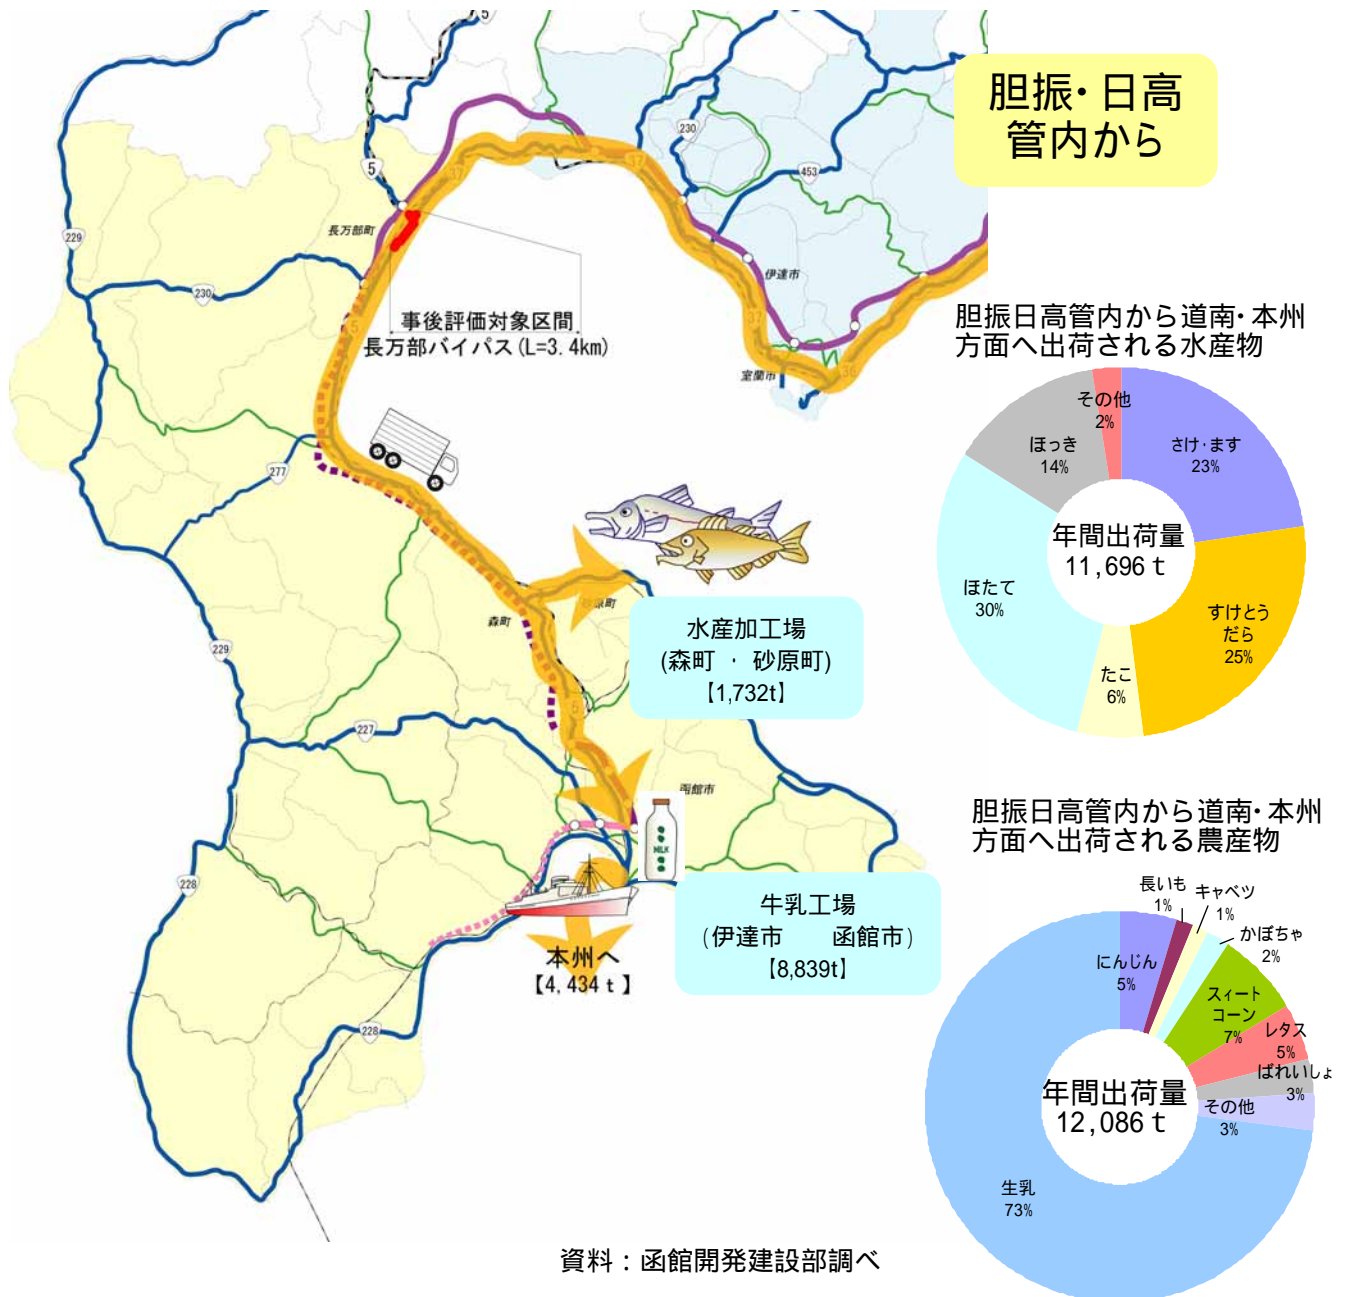 胆振・日高
管内から
5
230
5
453
229
37
37
長万部町
伊達市
230
5
37
事後評価対象区間
長万部バイパス(L=3.4km)
室蘭市
36
277
森町
砂原町
229
水産加工場
(森町 ・ 砂原町)
【1,732t】
5
227
函館市
MILK
228
牛乳工場
(伊達市　函館市)
【8,839t】
本州へ
【4,434t】
228
胆振日高管内から道南・本州
方面へ出荷される水産物
その他
2%
さけ・ます
23%
ほっき
14%
年間出荷量
11,696t
ほたて
30%
すけとう
だら
25%
たこ
6%
胆振日高管内から道南・本州
方面へ出荷される農産物
長いも
1%
キャベツ
1%
かぼちゃ
2%
にんじん
5%
スィート
コーン
7%
レタス
5%
ばれいしょ
3%
年間出荷量
12,086t
その他
3%
生乳
73%
資料：函館開発建設部調べ